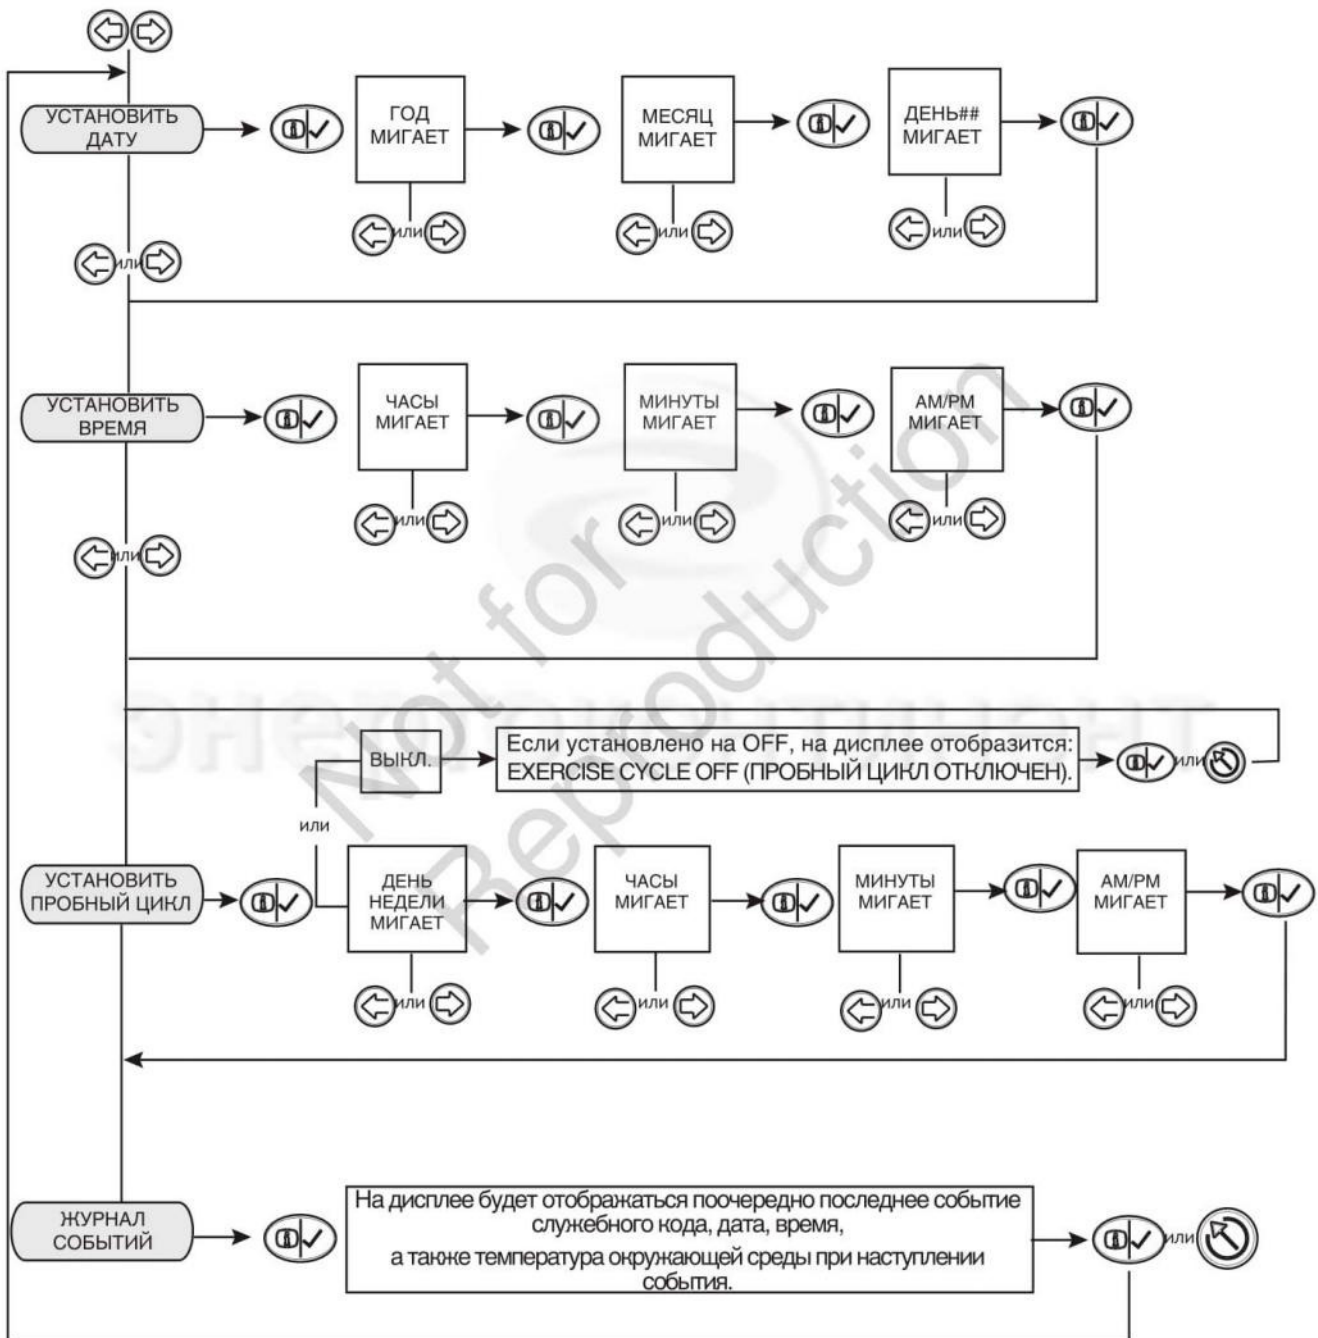 УСТАНОВИТЬ
ДАТУ
ГОД
МИГАЕТ
МЕСЯЦ
МИГАЕТ
ДЕНЬ##
МИГАЕТ
или
или
или
или
УСТАНОВИТЬ
ВРЕМЯ
ЧАСЫ
МИГАЕТ
МИНУТЫ
МИГАЕТ
AM/PM
МИГАЕТ
или
или
или
или
Not for
Reproduction
энергоконтинент
ВЫКЛ.
Если установлено на OFF, на дисплее отобразится:
EXERCISE CYCLE OFF (ПРОБНЫЙ ЦИКЛ ОТКЛЮЧЕН).
или
или
УСТАНОВИТЬ
ПРОБНЫЙ ЦИКЛ
ДЕНЬ
НЕДЕЛИ
МИГАЕТ
ЧАСЫ
МИГАЕТ
МИНУТЫ
МИГАЕТ
AM/PM
МИГАЕТ
или
или
или
или
ЖУРНАЛ
СОБЫТИЙ
На дисплее будет отображаться поочередно последнее событие
служебного кода, дата, время,
а также температура окружающей среды при наступлении
события.
или